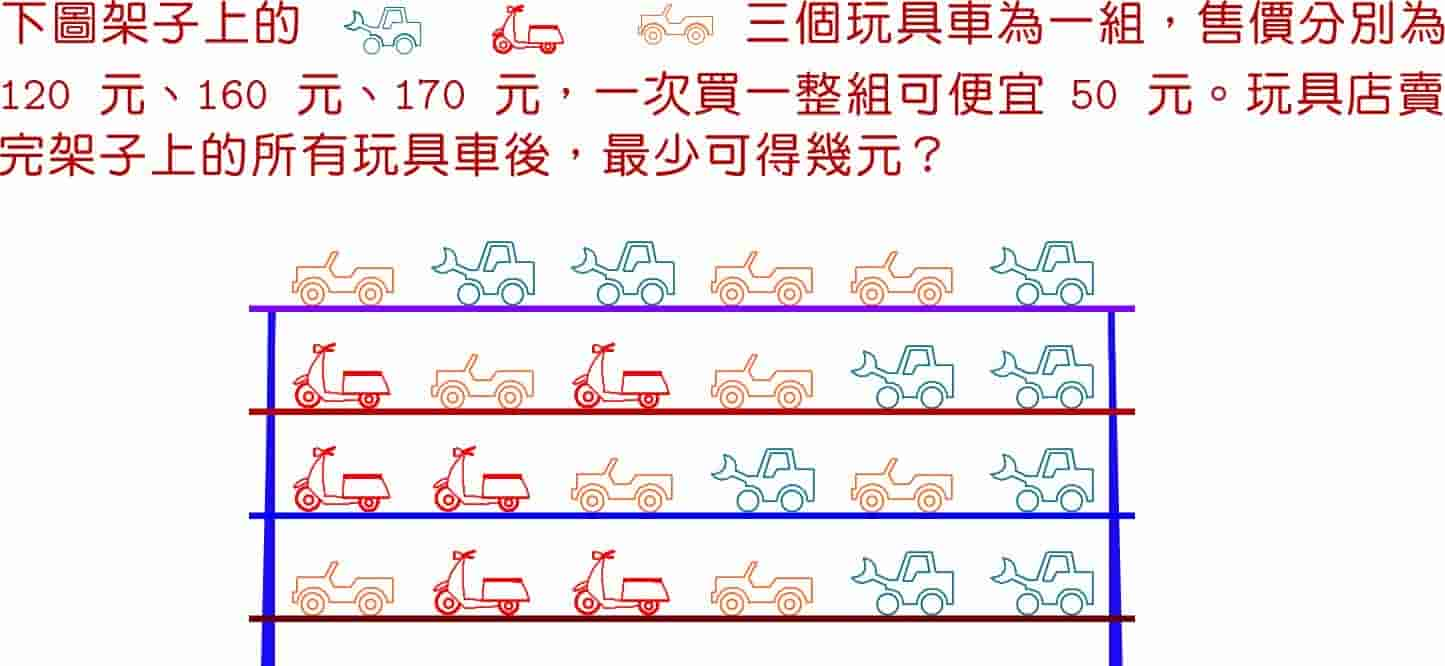 下圖架子上的 三個玩具車為一組，售價分別為
120 元、160 元、170 元，一次買一整組可便宜 50 元。玩具店賣
完架子上的所有玩具車後，最少可得幾元？